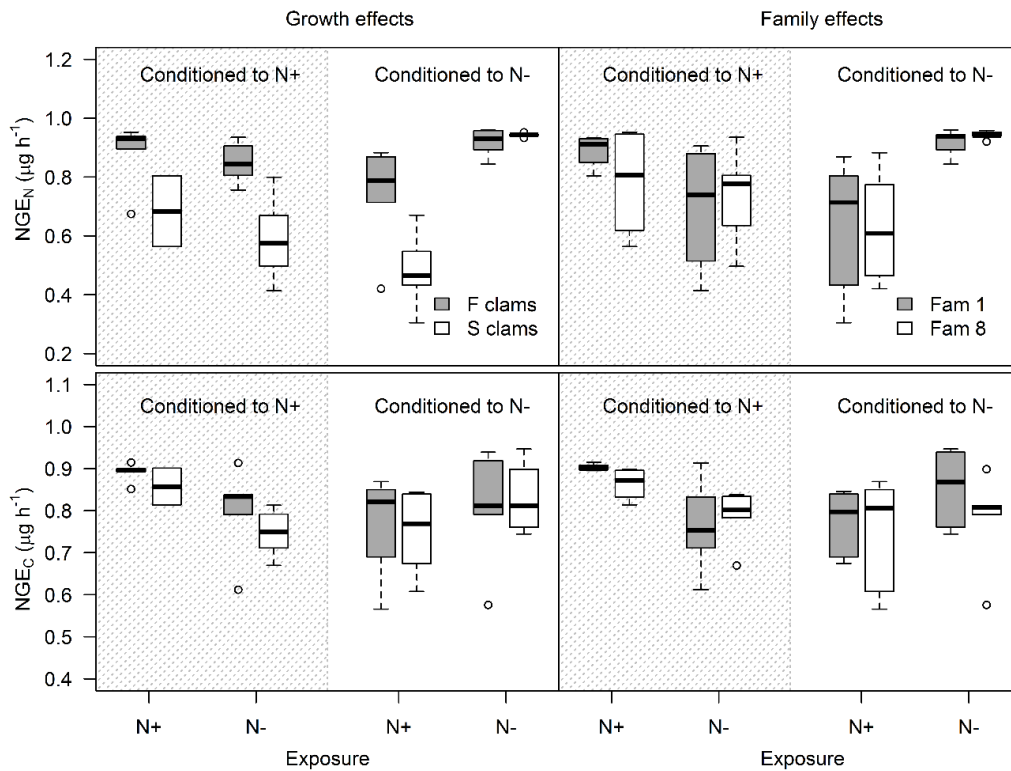 Growth effects Family effects
NGE_N (µg h⁻¹)
1.2
1.0
0.8
0.6
0.4
0.2
Conditioned to N+ Conditioned to N- Conditioned to N+ Conditioned to N-
F clams Fam 1
S clams Fam 8
NGE_C (µg h⁻¹)
1.1
1.0
0.9
0.8
0.7
0.6
0.5
0.4
Conditioned to N+ Conditioned to N- Conditioned to N+ Conditioned to N-
N+ N- N+ N- N+ N- N+ N-
Exposure Exposure